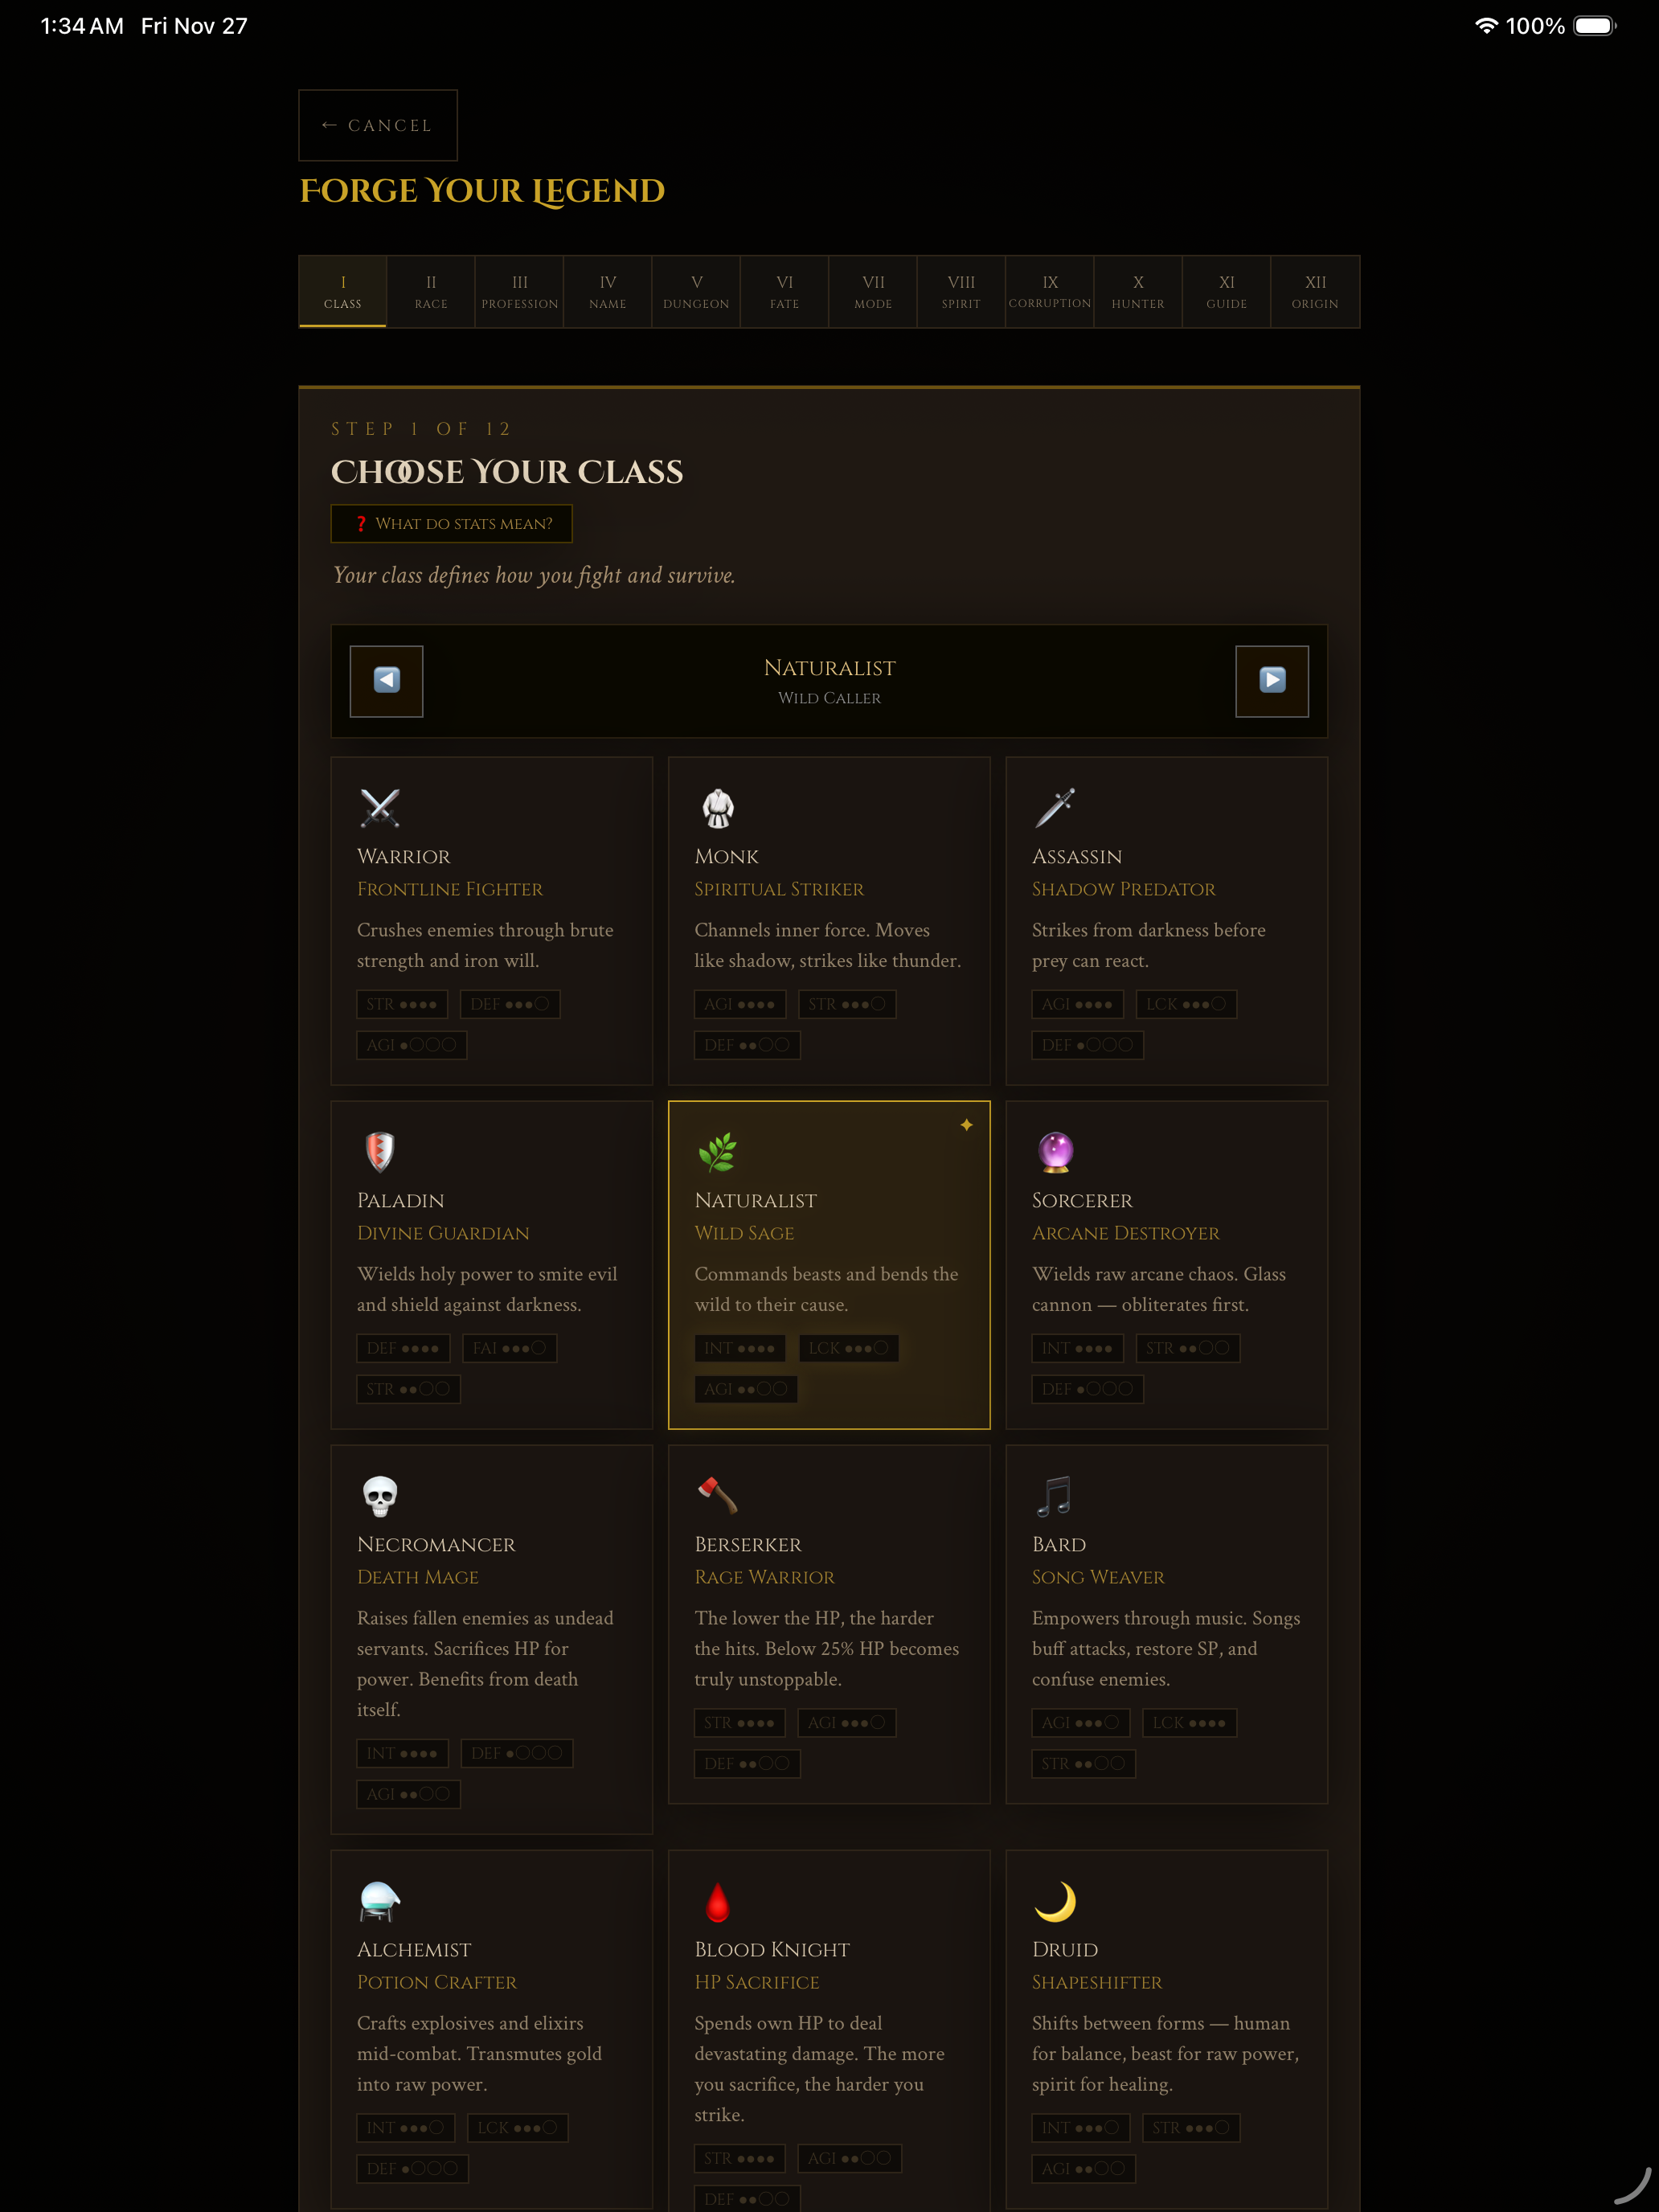 1:34 AM Fri Nov 27
100%
← CANCEL
FORGE YOUR LEGEND
I
CLASS
II
RACE
III
PROFESSION
IV
NAME
V
DUNGEON
VI
FATE
VII
MODE
VIII
SPIRIT
IX
CORRUPTION
X
HUNTER
XI
GUIDE
XII
ORIGIN
STEP 1 OF 12
CHOOSE YOUR CLASS
❓ WHAT DO STATS MEAN?
Your class defines how you fight and survive.
NATURALIST
WILD CALLER
WARRIOR
FRONTLINE FIGHTER
Crushes enemies through brute
strength and iron will.
STR ●●●● DEF ●●●○
AGI ●○○○
MONK
SPIRITUAL STRIKER
Channels inner force. Moves
like shadow, strikes like thunder.
AGI ●●●● STR ●●●○
DEF ●●○○
ASSASSIN
SHADOW PREDATOR
Strikes from darkness before
prey can react.
AGI ●●●● LCK ●●●○
DEF ●○○○
PALADIN
DIVINE GUARDIAN
Wields holy power to smite evil
and shield against darkness.
DEF ●●●● FAI ●●●○
STR ●●○○
NATURALIST
WILD SAGE
Commands beasts and bends the
wild to their cause.
INT ●●●● LCK ●●●○
AGI ●●○○
SORCERER
ARCANE DESTROYER
Wields raw arcane chaos. Glass
cannon — obliterates first.
INT ●●●● STR ●●○○
DEF ●○○○
NECROMANCER
DEATH MAGE
Raises fallen enemies as undead
servants. Sacrifices HP for
power. Benefits from death
itself.
INT ●●●● DEF ●○○○
AGI ●●○○
BERSERKER
RAGE WARRIOR
The lower the HP, the harder
the hits. Below 25% HP becomes
truly unstoppable.
STR ●●●● AGI ●●●○
DEF ●●○○
BARD
SONG WEAVER
Empowers through music. Songs
buff attacks, restore SP, and
confuse enemies.
AGI ●●●○ LCK ●●●●
STR ●●○○
ALCHEMIST
POTION CRAFTER
Crafts explosives and elixirs
mid-combat. Transmutes gold
into raw power.
INT ●●●○ LCK ●●●○
DEF ●○○○
BLOOD KNIGHT
HP SACRIFICE
Spends own HP to deal
devastating damage. The more
you sacrifice, the harder you
strike.
STR ●●●● AGI ●●○○
DEF ●●○○
DRUID
SHAPESHIFTER
Shifts between forms — human
for balance, beast for raw power,
spirit for healing.
INT ●●●○ STR ●●●○
AGI ●●○○